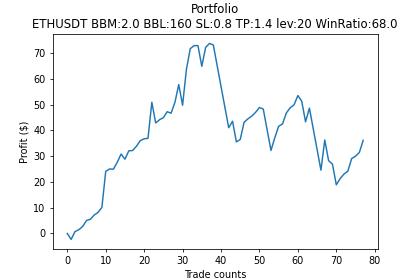 Portfolio
ETHUSDT BBM:2.0 BBL:160 SL:0.8 TP:1.4 lev:20 WinRatio:68.0
Profit ($)
70
60
50
40
30
20
10
0
0 10 20 30 40 50 60 70 80
Trade counts